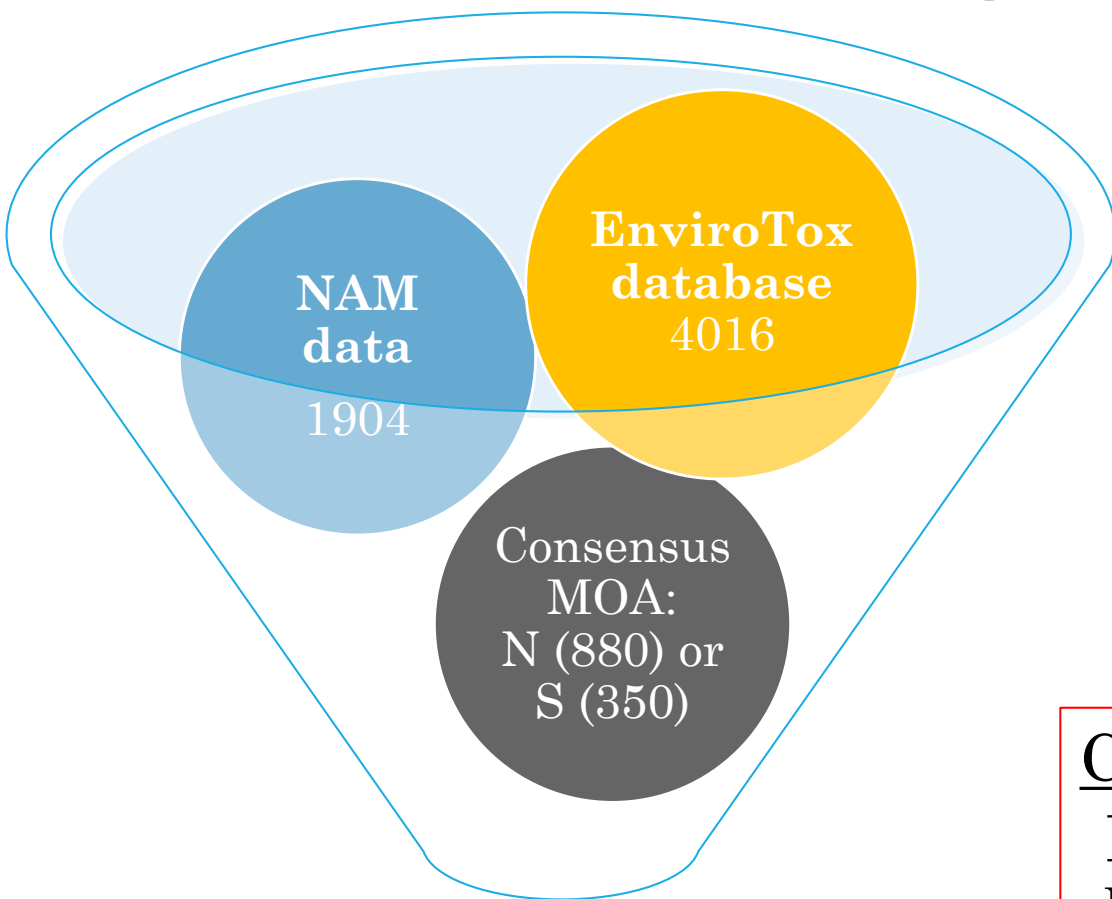 EnviroTox
database
4016
NAM
data
1904
Consensus
MOA:
N (880) or
S (350)